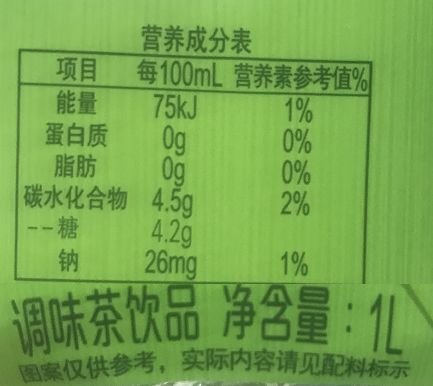 营养成分表
项目 每100mL 营养素参考值%
能量 75kJ 1%
蛋白质 0g 0%
脂肪 0g 0%
碳水化合物 4.5g 2%
--糖 4.2g
钠 26mg 1%
调味茶饮品 净含量：1L
图案仅供参考，实际内容请见配料标示